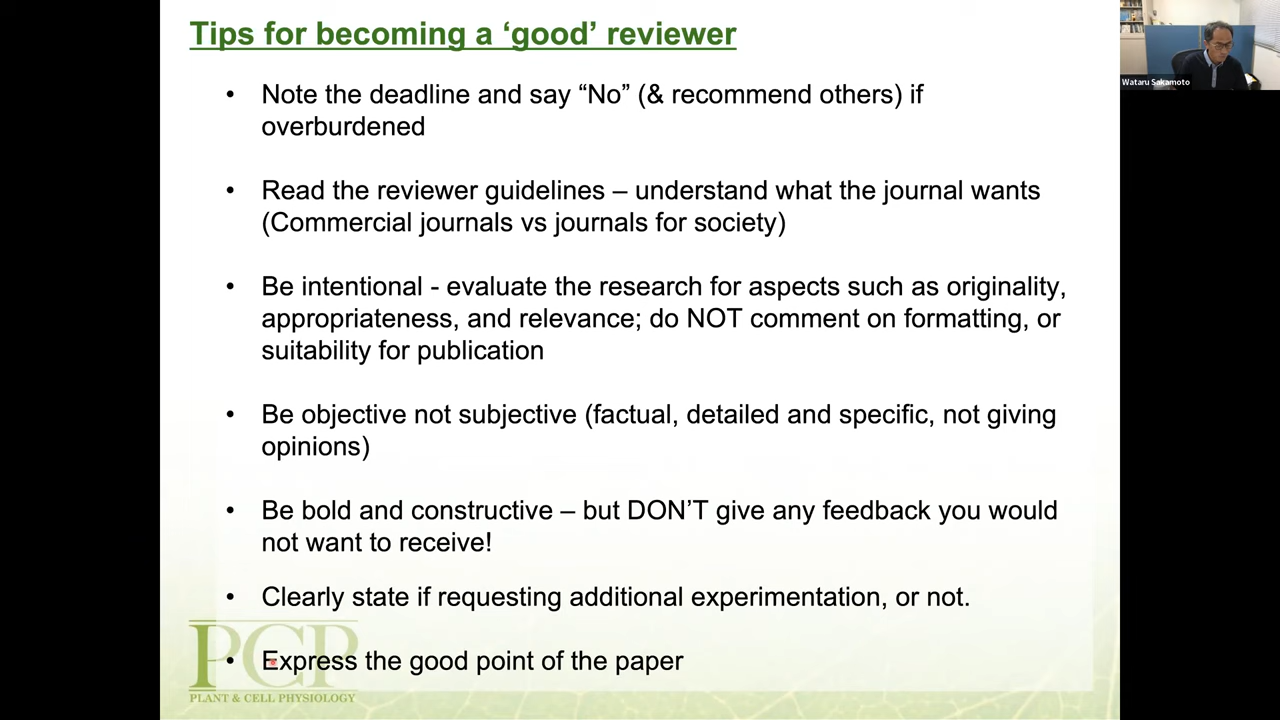 Tips for becoming a ‘good’ reviewer
Wataru Sakamoto
• Note the deadline and say “No” (& recommend others) if
overburdened
• Read the reviewer guidelines – understand what the journal wants
(Commercial journals vs journals for society)
• Be intentional - evaluate the research for aspects such as originality,
appropriateness, and relevance; do NOT comment on formatting, or
suitability for publication
• Be objective not subjective (factual, detailed and specific, not giving
opinions)
• Be bold and constructive – but DON’T give any feedback you would
not want to receive!
• Clearly state if requesting additional experimentation, or not.
• Express the good point of the paper
PCP
PLANT & CELL PHYSIOLOGY